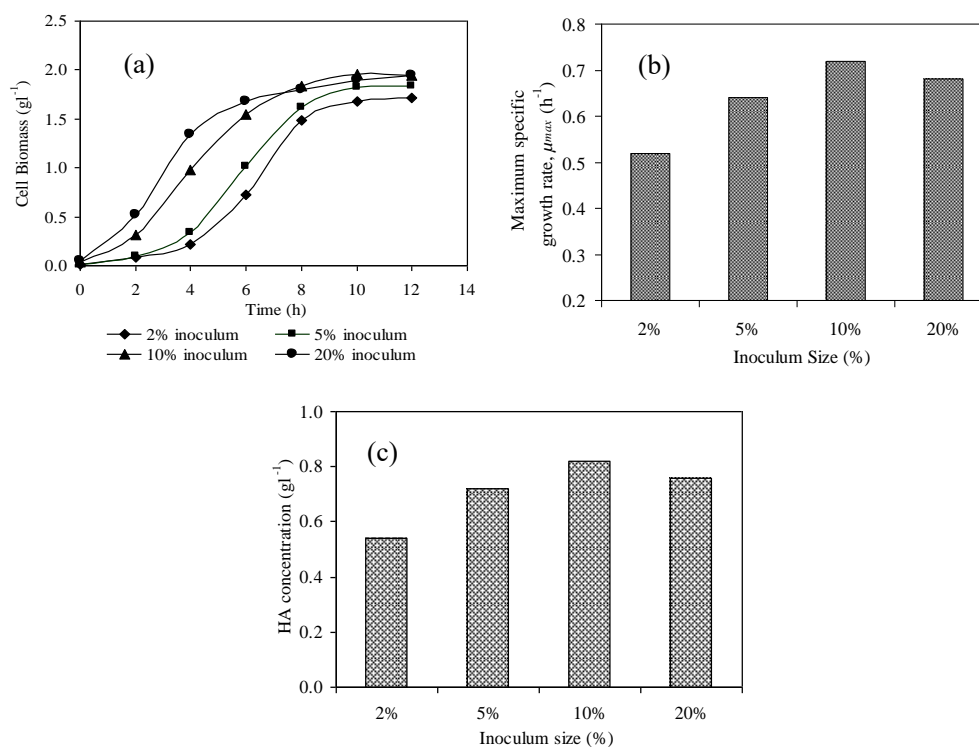 (a)
Cell Biomass (gl⁻¹)
2.5
2.0
1.5
1.0
0.5
0.0
0 2 4 6 8 10 12 14
Time (h)
2% inoculum 5% inoculum
10% inoculum 20% inoculum
(b)
Maximum specific
growth rate, μmax (h⁻¹)
0.8
0.7
0.6
0.5
0.4
0.3
0.2
2% 5% 10% 20%
Inoculum Size (%)
(c)
HA concentration (gl⁻¹)
1.0
0.8
0.6
0.4
0.2
0.0
2% 5% 10% 20%
Inoculum size (%)